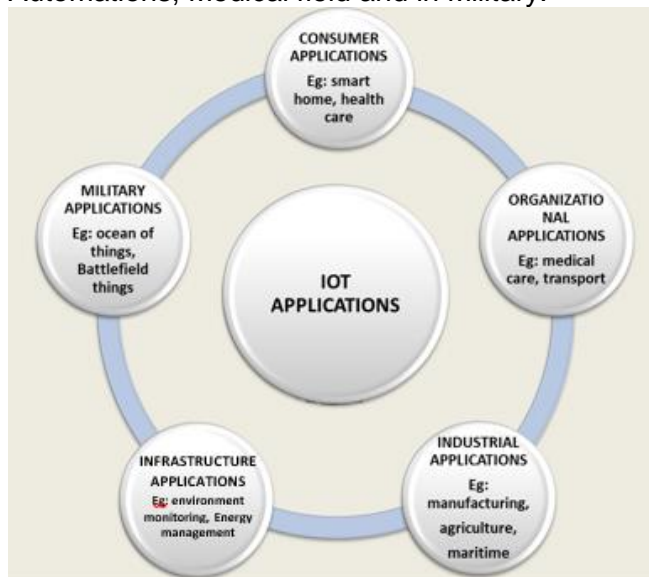 Automations, Medical field and in Military.
CONSUMER
APPLICATIONS
Eg: smart
home, health
care
MILITARY
APPLICATIONS
Eg: ocean of
things,
Battlefield
things
ORGANIZATIO
NAL
APPLICATIONS
Eg: medical
care, transport
IOT
APPLICATIONS
INFRASTRUCTURE
APPLICATIONS
Eg: environment
monitoring, Energy
management
INDUSTRIAL
APPLICATIONS
Eg:
manufacturing,
agriculture,
maritime